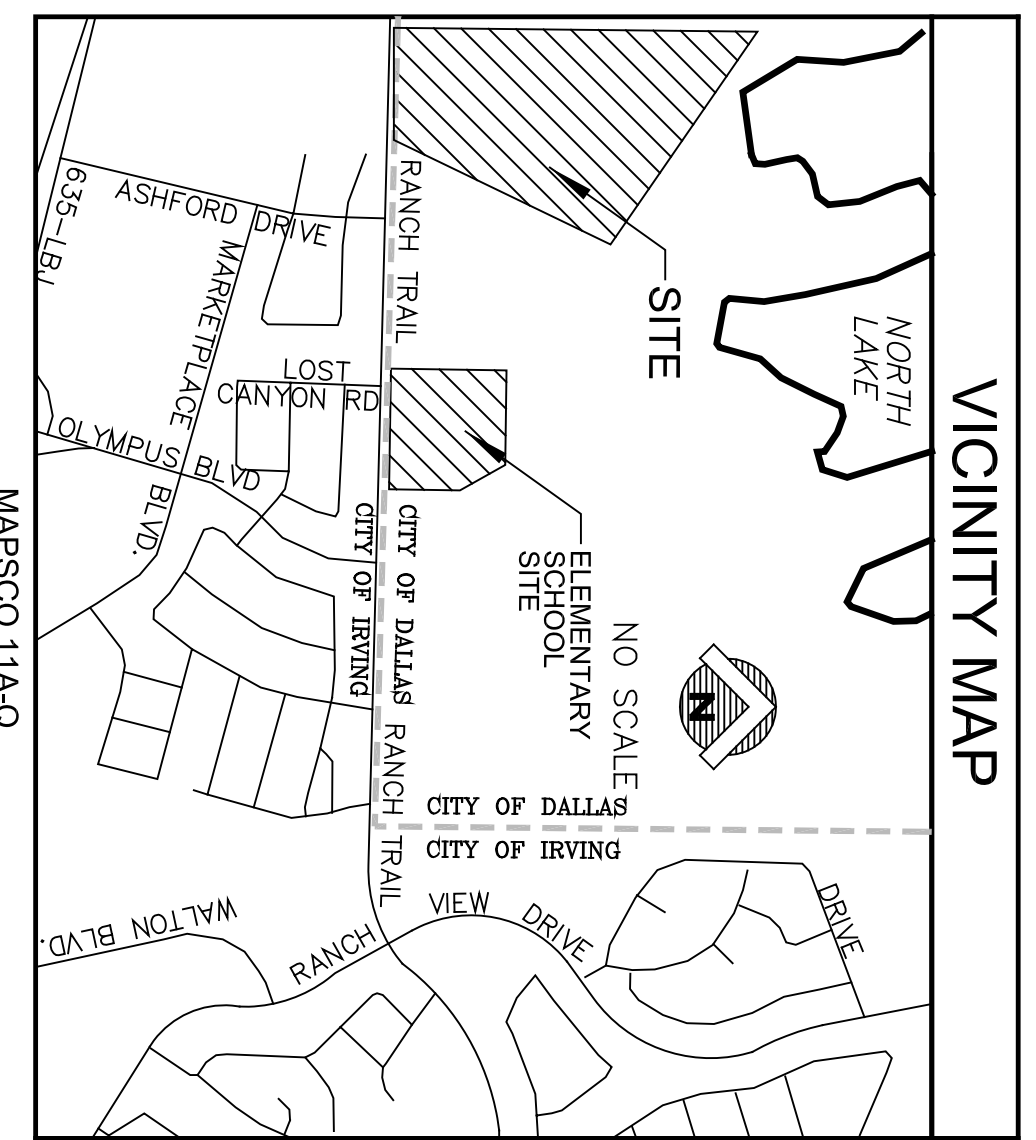 VICINITY MAP
NORTH
LAKE
SITE
N
NO SCALE
ELEMENTARY
SCHOOL
SITE
RANCH TRAIL
CITY OF DALLAS
CITY OF IRVING
RANCH TRAIL
CITY OF DALLAS
CITY OF IRVING
ASHFORD DRIVE
635-LBJ
MARKETPLACE BLVD.
LOST
CANYON RD
OLYMPUS BLVD
WALTON BLVD.
RANCH VIEW DRIVE
DRIVE
MAPSCO 11A-Q